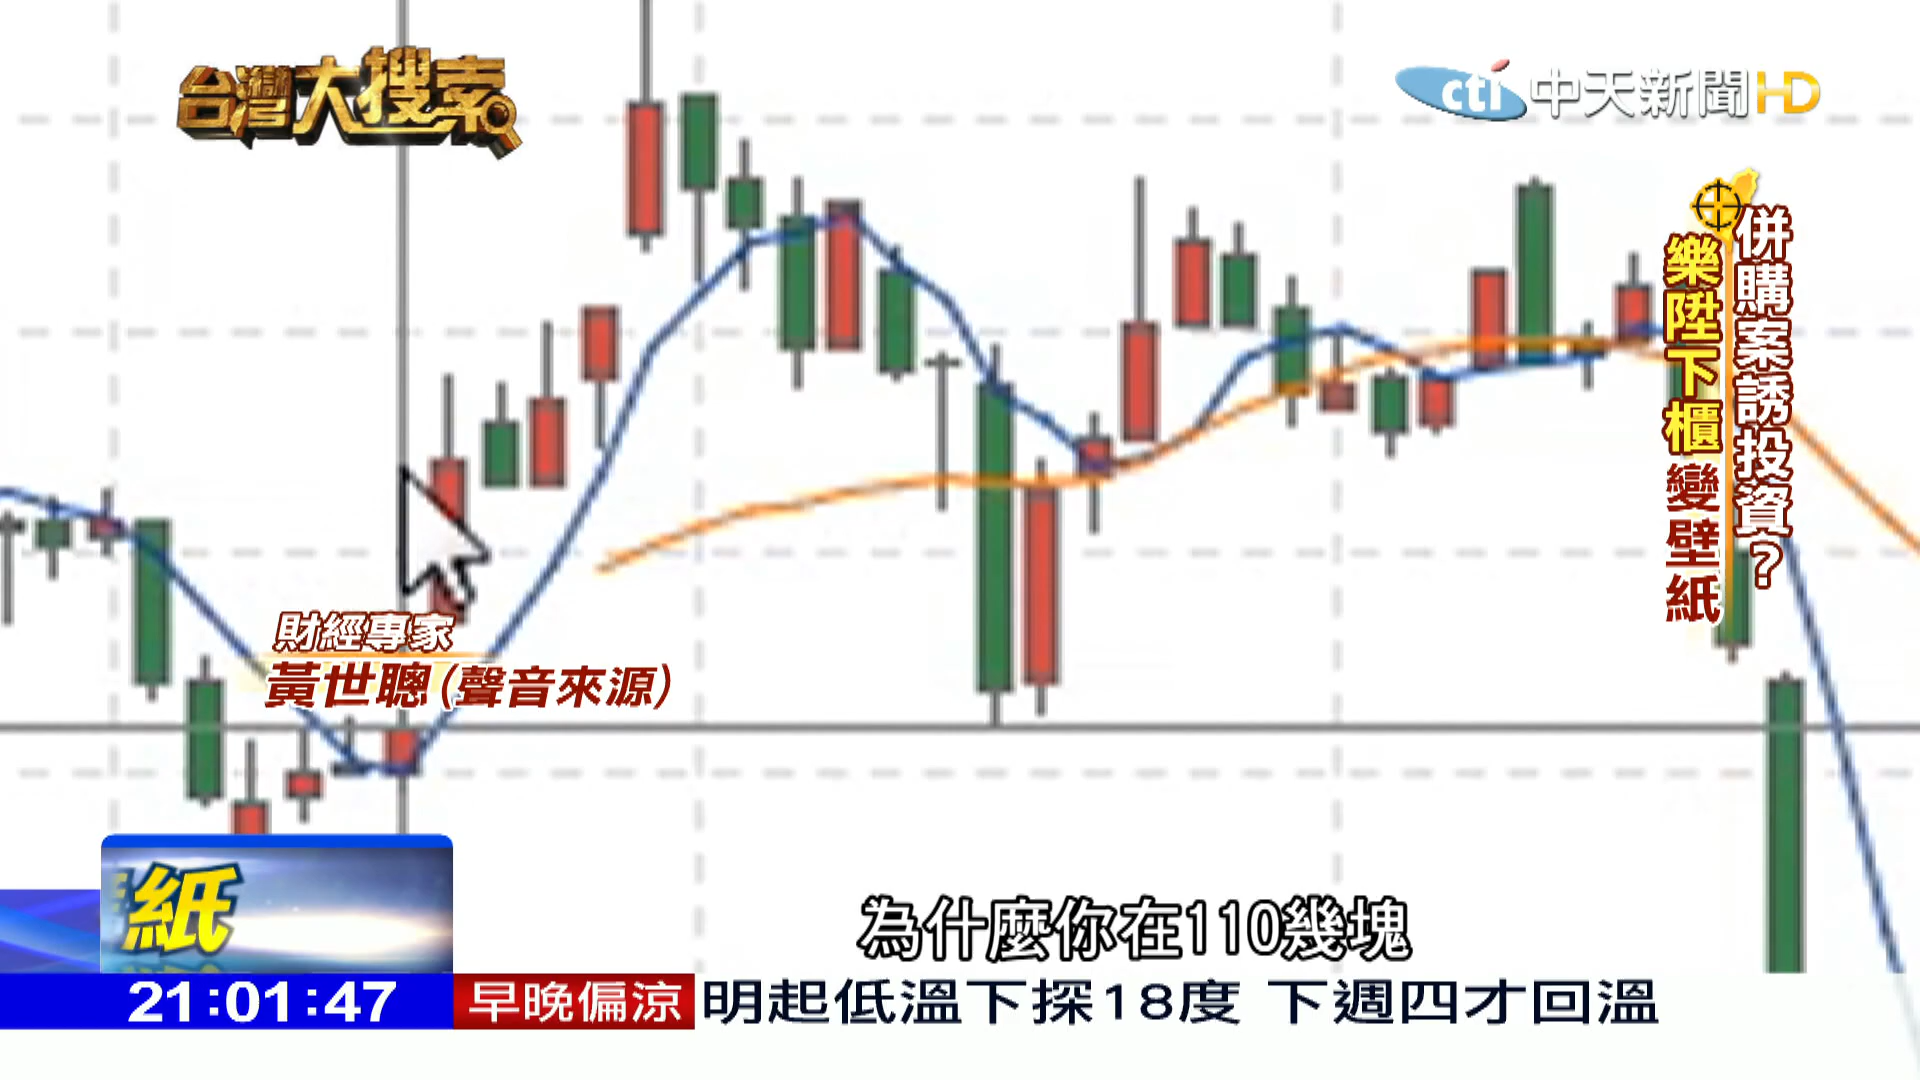 台灣大搜索
cti 中天新聞HD
併購案誘投資?
樂陞下櫃變壁紙
財經專家
黃世聰(聲音來源)
紙
為什麼你在110幾塊
21:01:47
早晚偏涼 明起低溫下探18度 下週四才回溫